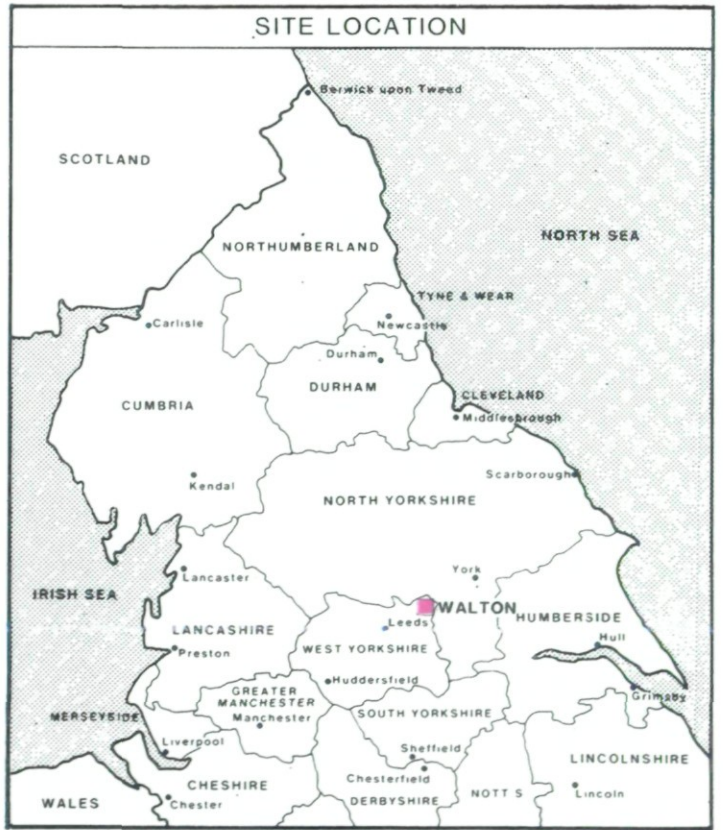 SITE LOCATION
Berwick upon Tweed
SCOTLAND
NORTH SEA
NORTHUMBERLAND
TYNE & WEAR
Newcastle
Carlisle
Durham
DURHAM
CLEVELAND
Middlesbrough
CUMBRIA
Kendal
Scarborough
NORTH YORKSHIRE
York
Lancaster
IRISH SEA
WALTON
HUMBERSIDE
Leeds
LANCASHIRE
Hull
Preston
WEST YORKSHIRE
Huddersfield
GREATER
MANCHESTER
Grimsby
MERSEYSIDE
Manchester
SOUTH YORKSHIRE
Liverpool
Sheffield
LINCOLNSHIRE
Chesterfield
CHESHIRE
NOTTS
Lincoln
WALES
Chester
DERBYSHIRE